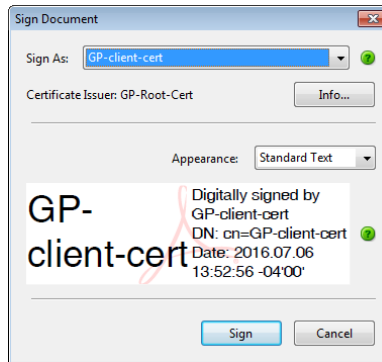 Sign Document
Sign As: GP-client-cert
Certificate Issuer: GP-Root-Cert Info...
Appearance: Standard Text
GP-
client-cert
Digitally signed by
GP-client-cert
DN: cn=GP-client-cert
Date: 2016.07.06
13:52:56 -04'00'
Sign Cancel